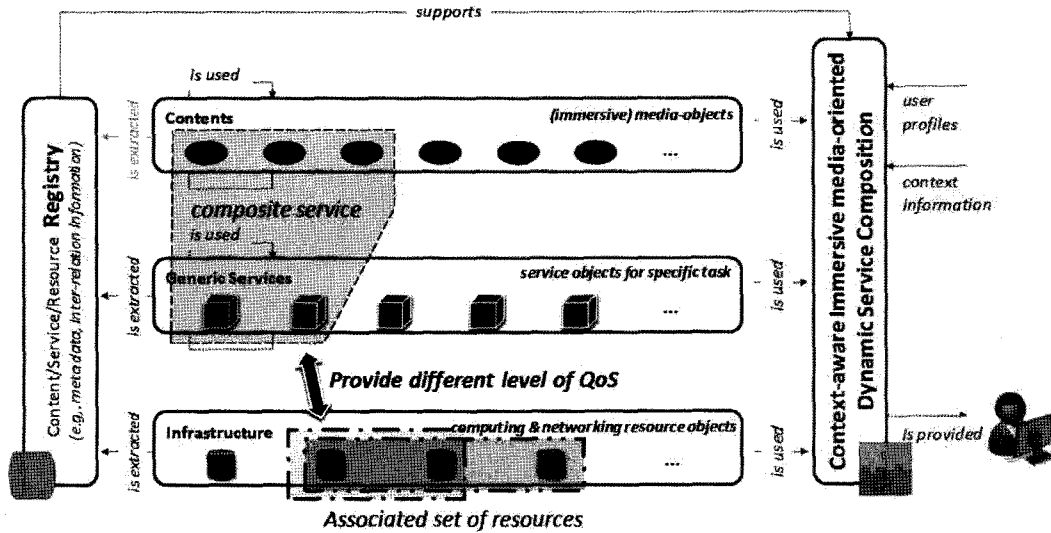 supports
is used
Contents
(immersive) media-objects
is extracted
is used
...
composite service
is used
Generic Services
service objects for specific task
is extracted
is used
...
Provide different level of QoS
Infrastructure
computing & networking resource objects
is extracted
is used
...
Associated set of resources
Content/Service/Resource Registry
(e.g., metadata, Inter-relation Information)
Context-aware Immersive media-oriented
Dynamic Service Composition
user
profiles
context
information
Is provided